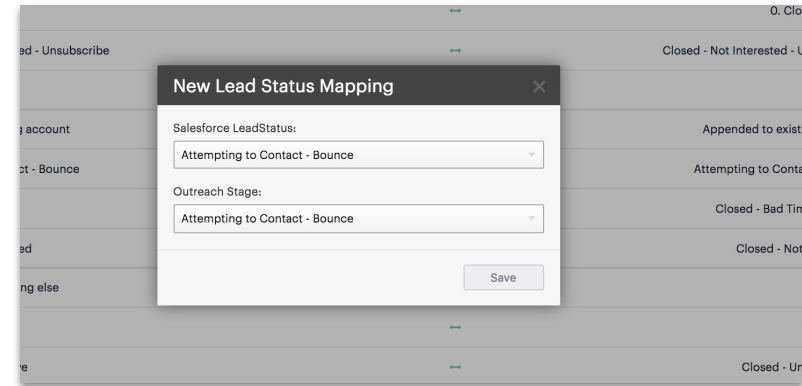 0. Clo
ed - Unsubscribe
Closed - Not Interested - U
New Lead Status Mapping
Salesforce LeadStatus:
account
Appended to exist
Attempting to Contact - Bounce
ct - Bounce
Attempting to Conta
Outreach Stage:
Closed - Bad Tim
Attempting to Contact - Bounce
ed
Closed - Not
Save
ng else
Closed - Un